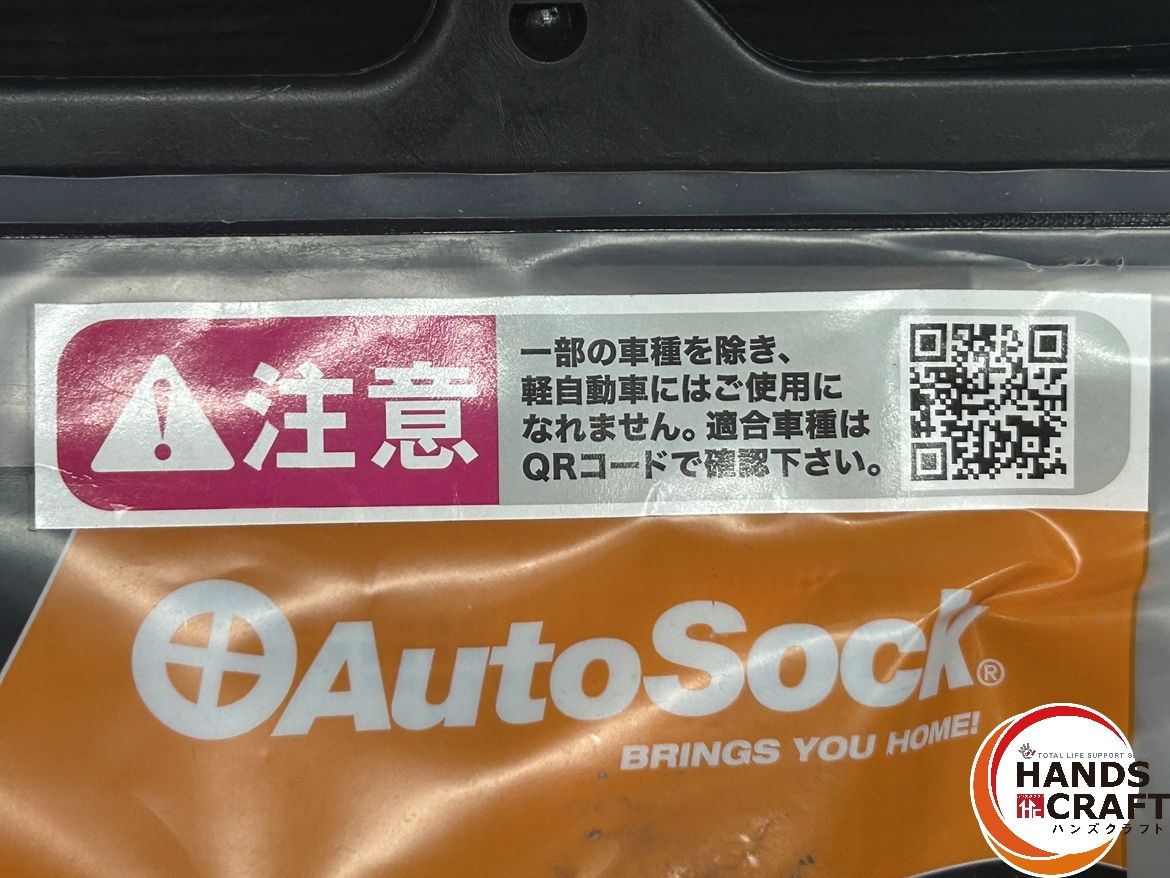 注意
一部の車種を除き、
軽自動車にはご使用に
なれません。適合車種は
QRコードで確認下さい。
AutoSock®
BRINGS YOU HOME!
TOTAL LIFE SUPPORT
HANDS
CRAFT
ハンズクラフト